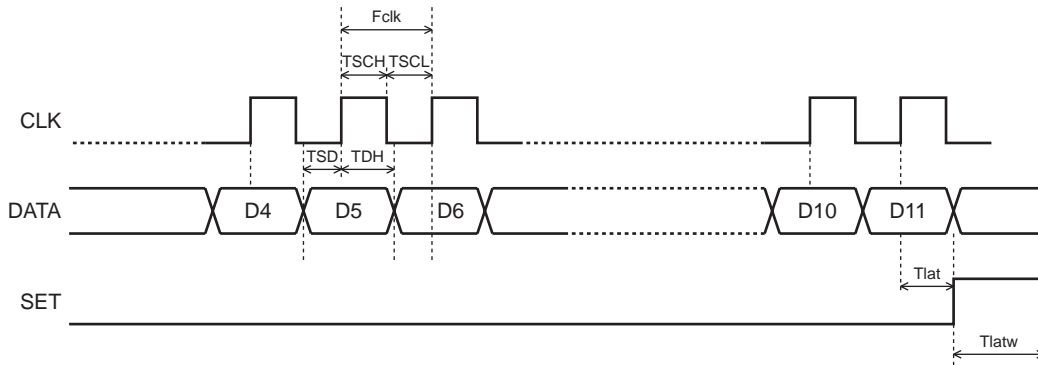 Fclk
TSCH TSCL
CLK
TSD TDH
DATA D4 D5 D6 D10 D11
Tlat
SET
Tlatw